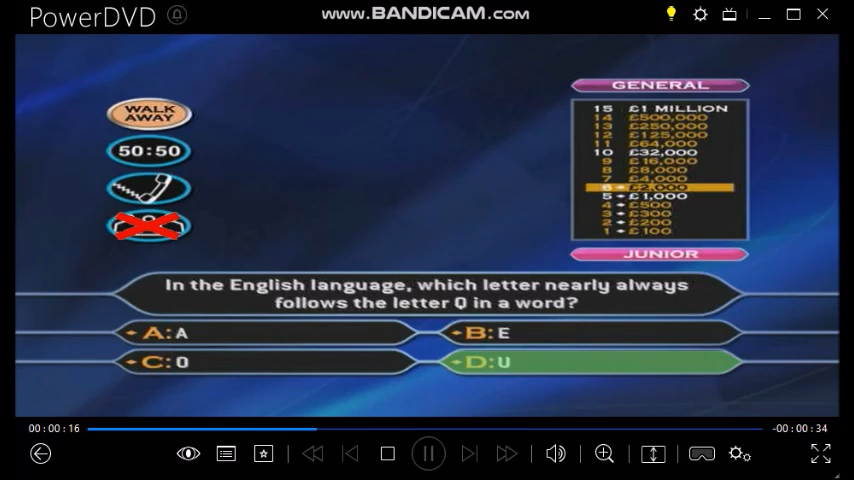 PowerDVD
www.BANDICAM.com
WALK
AWAY
50:50
GENERAL
15 £1 MILLION
14 £500,000
13 £250,000
12 £125,000
11 £64,000
10 £32,000
9 £16,000
8 £8,000
7 £4,000
6 £2,000
5 £1,000
4 £500
3 £300
2 £200
1 £100
JUNIOR
In the English language, which letter nearly always
follows the letter Q in a word?
A: A
B: E
C: O
D: U
00:00:16
-00:00:34